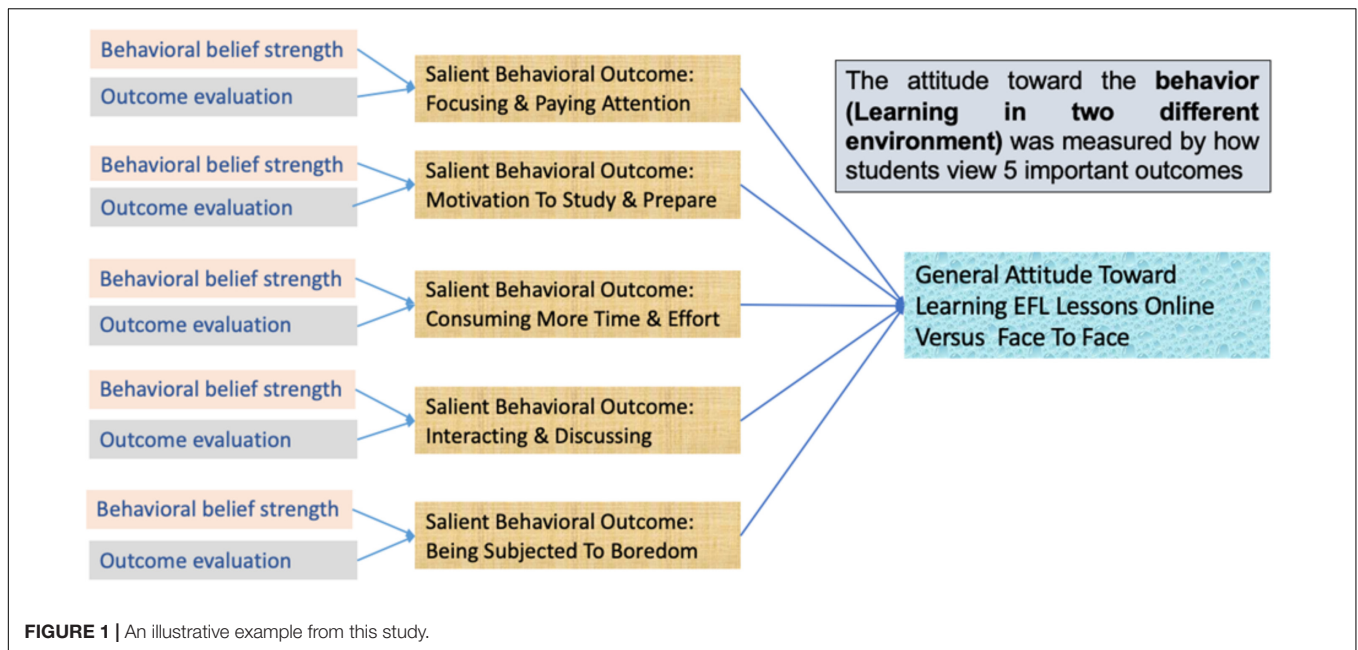 Behavioral belief strength
Outcome evaluation
Salient Behavioral Outcome:
Focusing & Paying Attention
Behavioral belief strength
Outcome evaluation
Salient Behavioral Outcome:
Motivation To Study & Prepare
Behavioral belief strength
Outcome evaluation
Salient Behavioral Outcome:
Consuming More Time & Effort
Behavioral belief strength
Outcome evaluation
Salient Behavioral Outcome:
Interacting & Discussing
Behavioral belief strength
Outcome evaluation
Salient Behavioral Outcome:
Being Subjected To Boredom
The attitude toward the behavior
(Learning in two different
environment) was measured by how
students view 5 important outcomes
General Attitude Toward
Learning EFL Lessons Online
Versus Face To Face
FIGURE 1 | An illustrative example from this study.